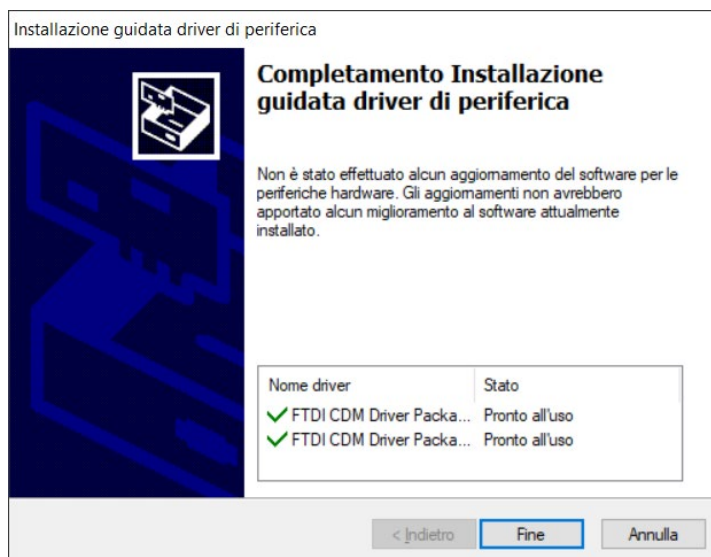 Installazione guidata driver di periferica
Completamento Installazione
guidata driver di periferica
Non è stato effettuato alcun aggiornamento del software per le
periferiche hardware. Gli aggiornamenti non avrebbero
apportato alcun miglioramento al software attualmente
installato.
Nome driver Stato
FTDI CDM Driver Packa... Pronto all'uso
FTDI CDM Driver Packa... Pronto all'uso
< Indietro Fine Annulla